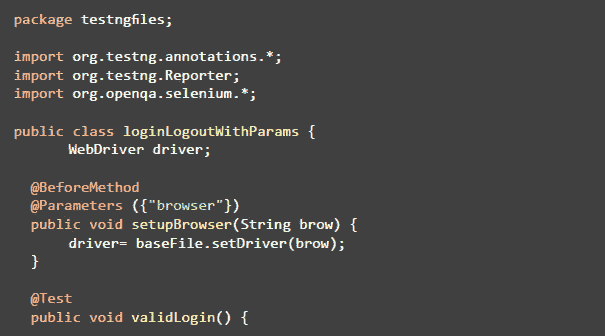 package testngfiles;
import org.testng.annotations.*;
import org.testng.Reporter;
import org.openqa.selenium.*;
public class loginLogoutWithParams {
WebDriver driver;
@BeforeMethod
@Parameters ({"browser"})
public void setupBrowser(String brow) {
driver= baseFile.setDriver(brow);
}
@Test
public void validLogin() {